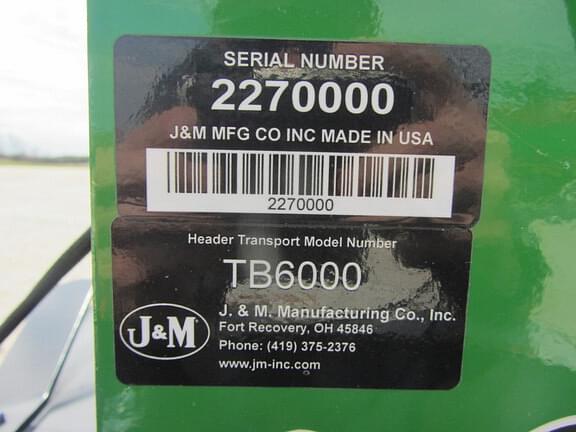 SERIAL NUMBER
2270000
J&M MFG CO INC MADE IN USA
2270000
Header Transport Model Number
TB6000
J. & M. Manufacturing Co., Inc.
Fort Recovery, OH 45846
Phone: (419) 375-2376
www.jm-inc.com
J&M